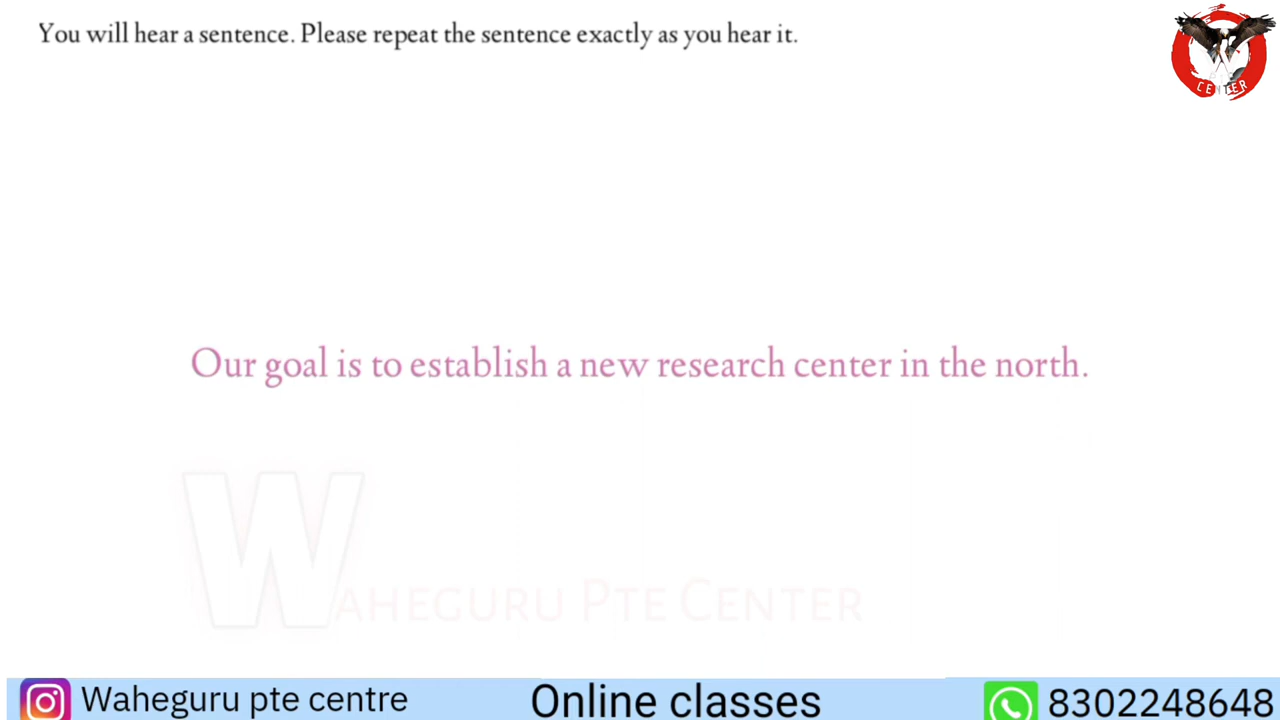 You will hear a sentence. Please repeat the sentence exactly as you hear it.
CENTER
Our goal is to establish a new research center in the north.
WAHEGURU PTE CENTER
Waheguru pte centre
Online classes
8302248648